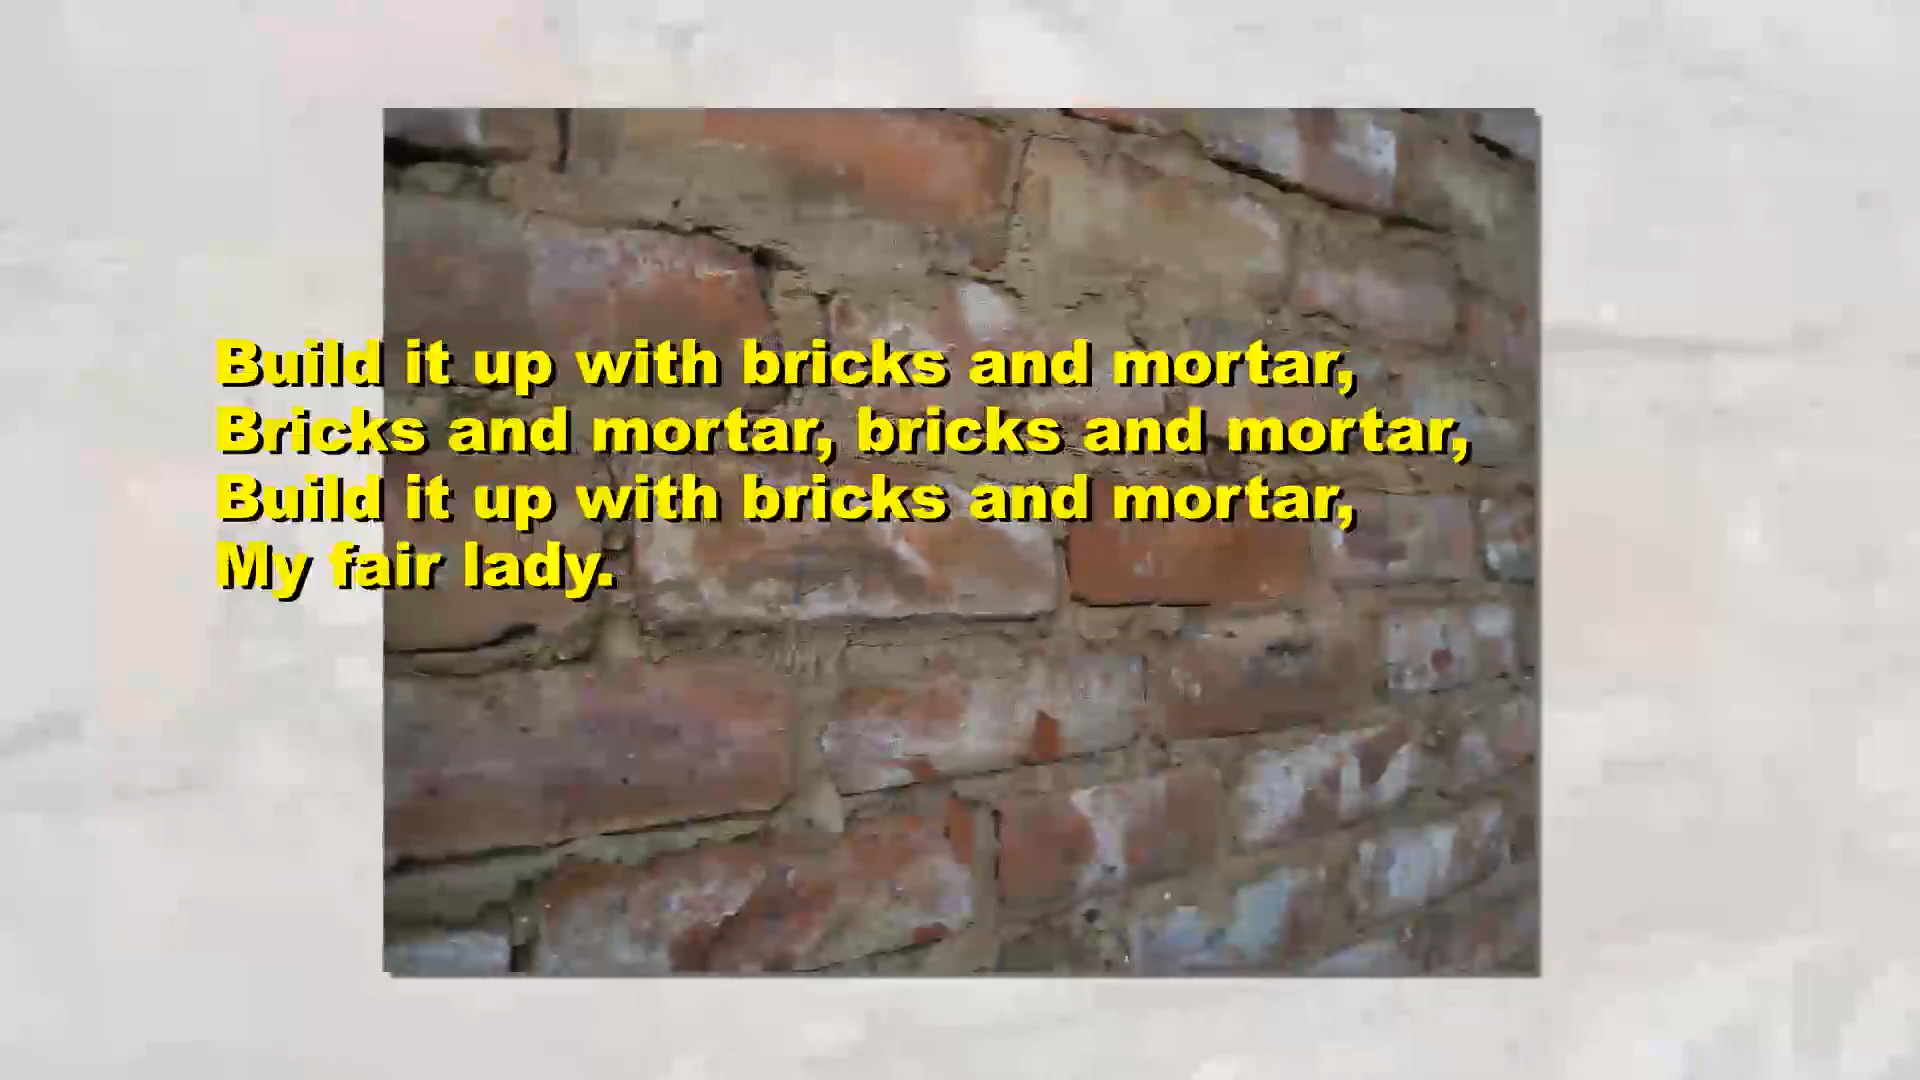 Build it up with bricks and mortar,
Bricks and mortar, bricks and mortar,
Build it up with bricks and mortar,
My fair lady.